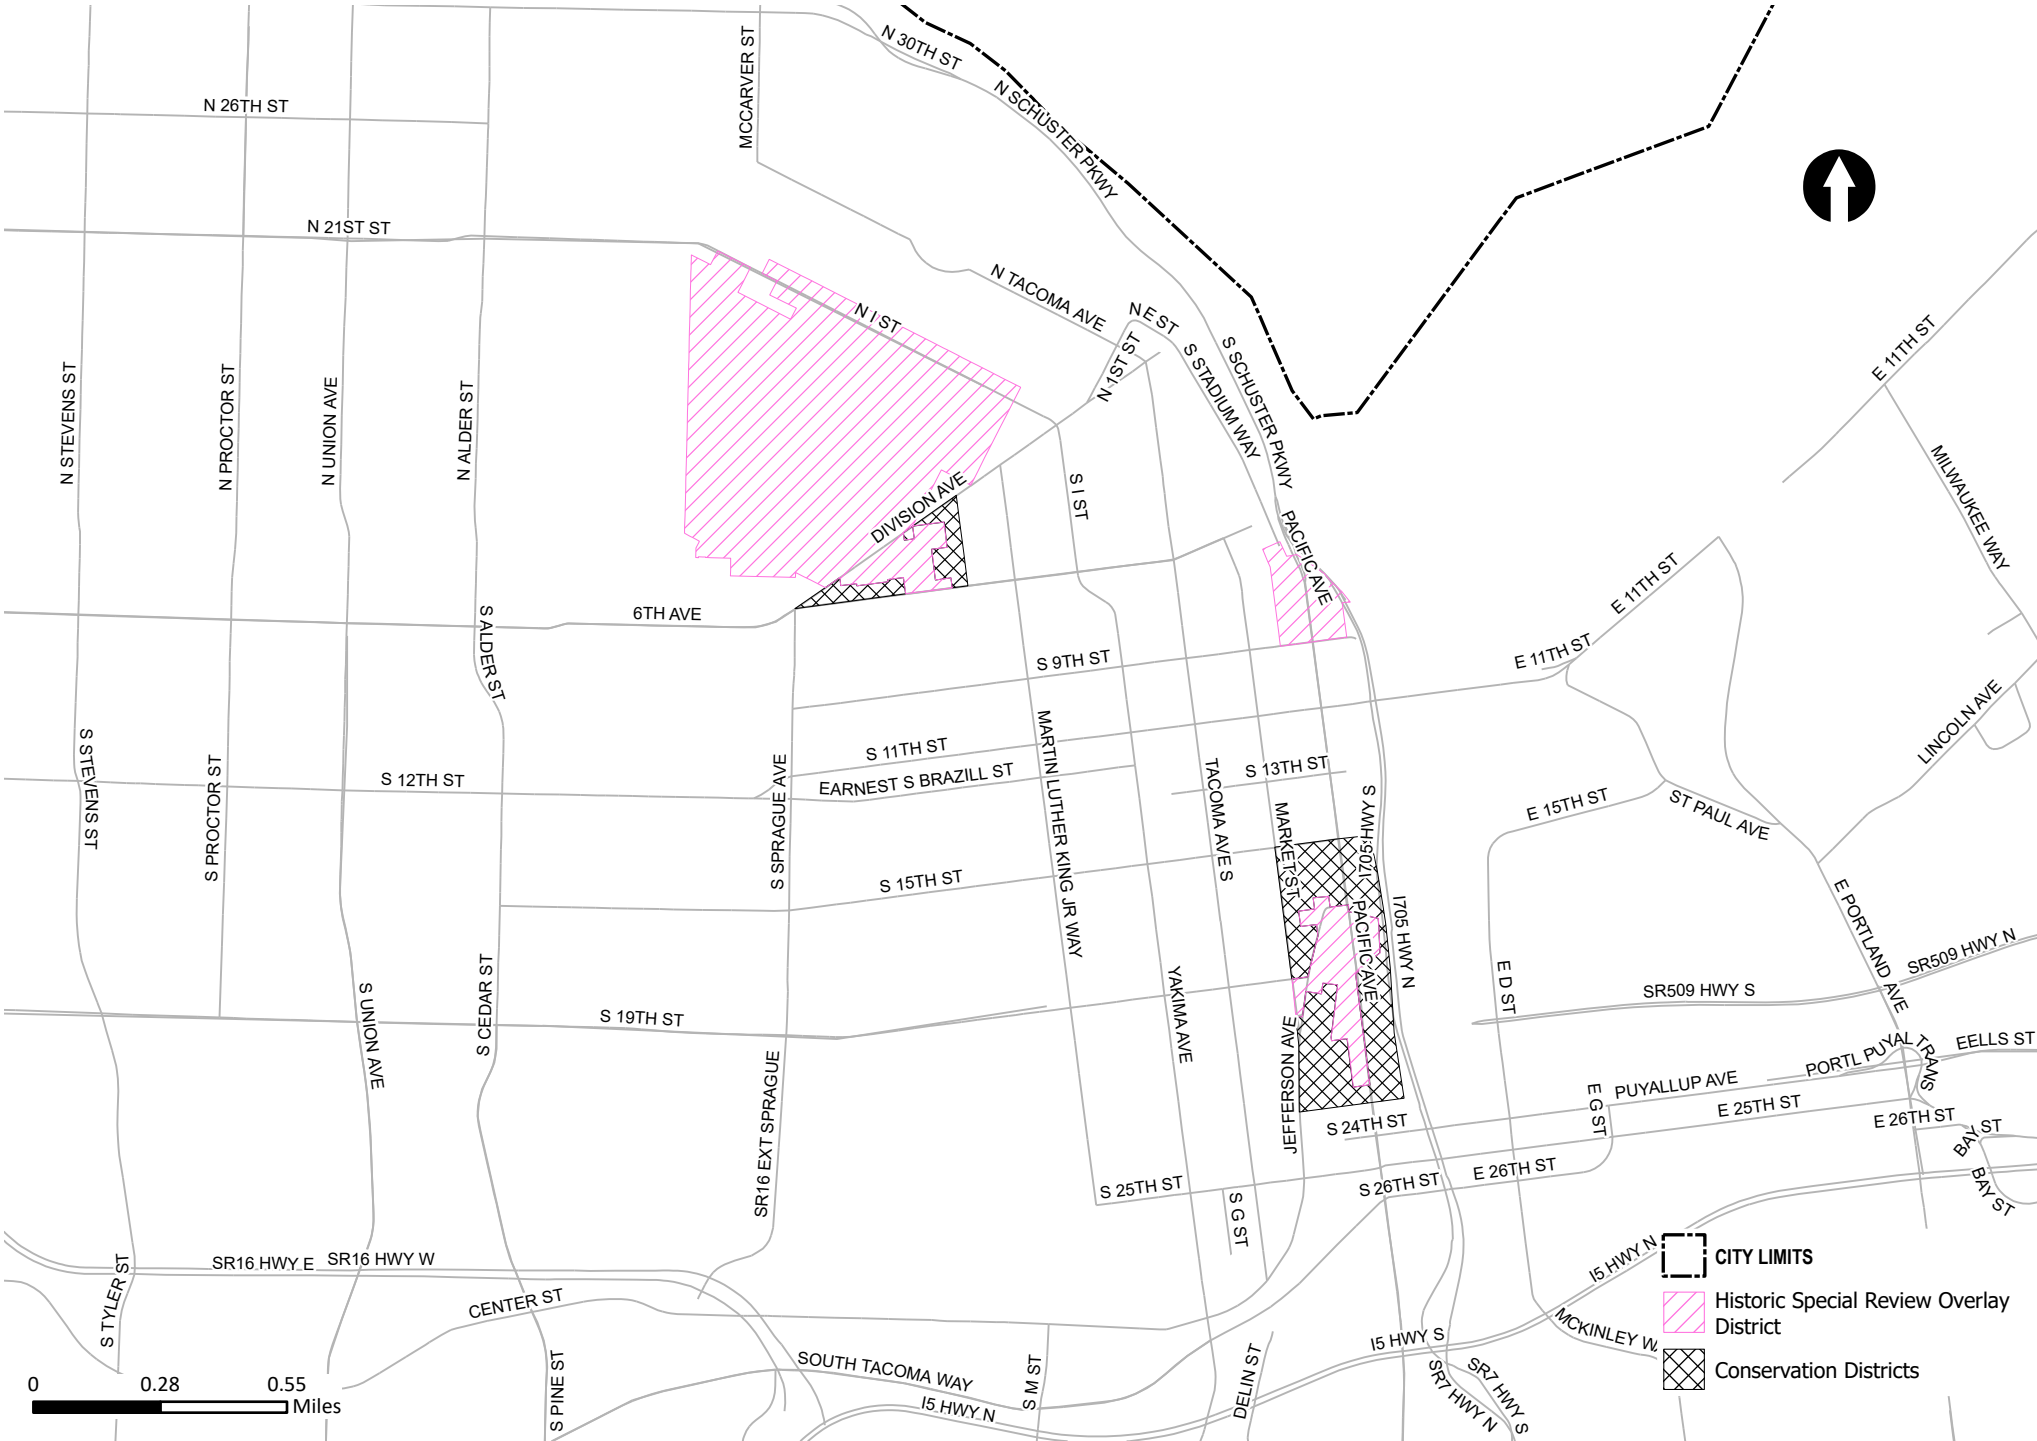 N 30TH ST
MCCARVER ST
N SCHUSTER PKWY
N 26TH ST
N 21ST ST
N TACOMA AVE
N E ST
N I ST
N 1ST ST
S STADIUM WAY
S SCHUSTER PKWY
E 11TH ST
N STEVENS ST
N PROCTOR ST
N UNION AVE
N ALDER ST
MILWAUKEE WAY
DIVISION AVE
S I ST
PACIFIC AVE
E 11TH ST
6TH AVE
S ALDER ST
S 9TH ST
E 11TH ST
LINCOLN AVE
S STEVENS ST
S PROCTOR ST
S 12TH ST
S SPRAGUE AVE
S 11TH ST
EARNEST S BRAZILL ST
MARTIN LUTHER KING JR WAY
TACOMA AVE S
S 13TH ST
MARKET ST
I705 HWY S
E 15TH ST
ST PAUL AVE
S 15TH ST
PACIFIC AVE
I705 HWY N
E PORTLAND AVE
SR509 HWY N
SR509 HWY S
E D ST
S CEDAR ST
S UNION AVE
S 19TH ST
YAKIMA AVE
JEFFERSON AVE
SR16 EXT SPRAGUE
PORTL PUYAL TRANS
EELLS ST
PUYALLUP AVE
E G ST
E 25TH ST
E 26TH ST
BAY ST
BAY ST
S 24TH ST
S 25TH ST
S 26TH ST
E 26TH ST
S G ST
SR16 HWY E
SR16 HWY W
S TYLER ST
CENTER ST
S PINE ST
SOUTH TACOMA WAY
I5 HWY N
S M ST
DELIN ST
I5 HWY S
SR7 HWY N
SR7 HWY S
I5 HWY N
MCKINLEY WA
CITY LIMITS
Historic Special Review Overlay
District
Conservation Districts
0 0.28 0.55
Miles